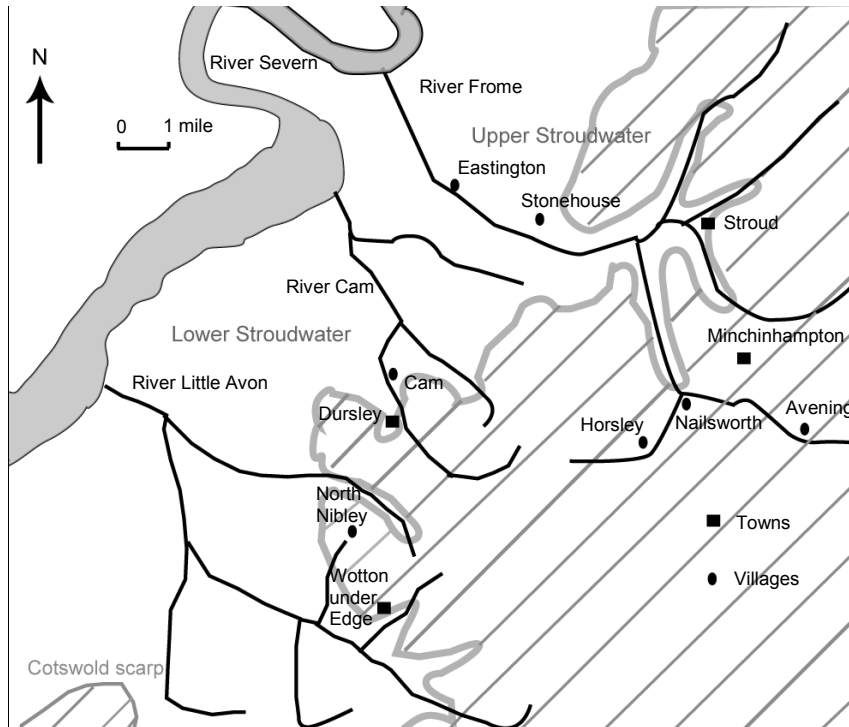 N
River Severn
0 1 mile
River Frome
Upper Stroudwater
Eastington
Stonehouse
Stroud
River Cam
Lower Stroudwater
Minchinhampton
River Little Avon
Cam
Dursley
Horsley
Nailsworth
Avening
North
Nibley
Towns
Wotton
under
Edge
Villages
Cotswold scarp